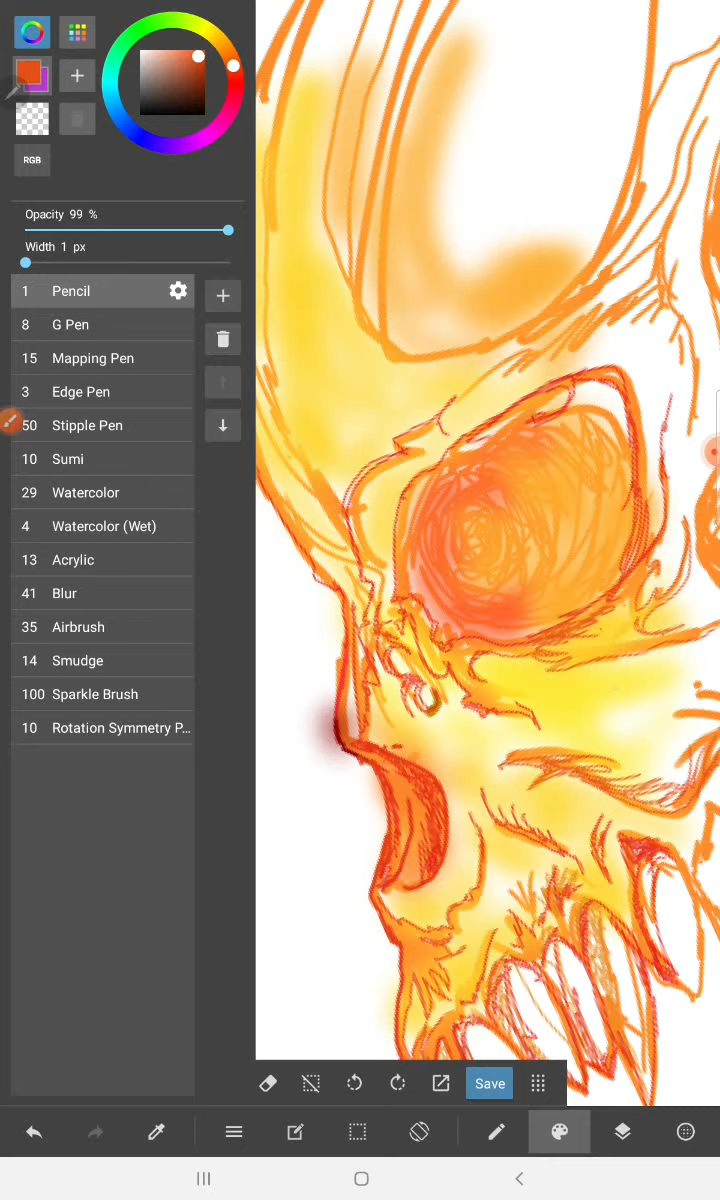 RGB
Opacity 99 %
Width 1 px
1 Pencil
8 G Pen
15 Mapping Pen
3 Edge Pen
50 Stipple Pen
10 Sumi
29 Watercolor
4 Watercolor (Wet)
13 Acrylic
41 Blur
35 Airbrush
14 Smudge
100 Sparkle Brush
10 Rotation Symmetry P...
Save